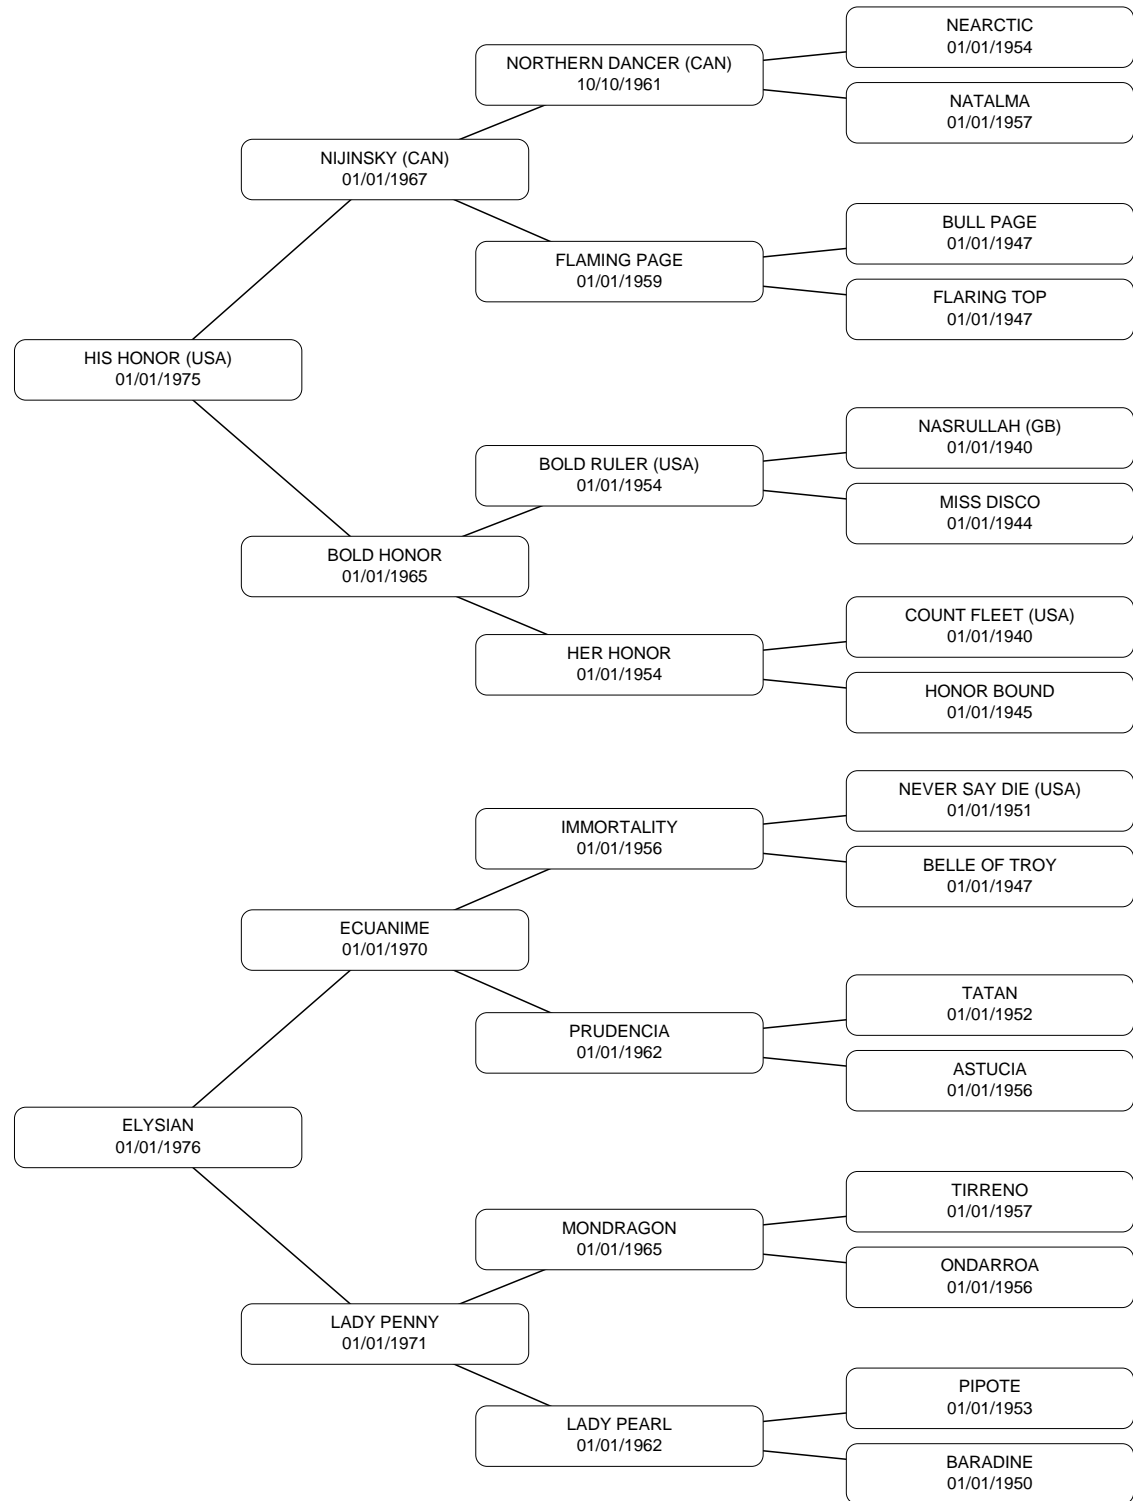 NEARCTIC
01/01/1954
NORTHERN DANCER (CAN)
10/10/1961
NATALMA
01/01/1957
NIJINSKY (CAN)
01/01/1967
BULL PAGE
01/01/1947
FLAMING PAGE
01/01/1959
FLARING TOP
01/01/1947
HIS HONOR (USA)
01/01/1975
NASRULLAH (GB)
01/01/1940
BOLD RULER (USA)
01/01/1954
MISS DISCO
01/01/1944
BOLD HONOR
01/01/1965
COUNT FLEET (USA)
01/01/1940
HER HONOR
01/01/1954
HONOR BOUND
01/01/1945
NEVER SAY DIE (USA)
01/01/1951
IMMORTALITY
01/01/1956
BELLE OF TROY
01/01/1947
ECUANIME
01/01/1970
TATAN
01/01/1952
PRUDENCIA
01/01/1962
ASTUCIA
01/01/1956
ELYSIAN
01/01/1976
TIRRENO
01/01/1957
MONDRAGON
01/01/1965
ONDARROA
01/01/1956
LADY PENNY
01/01/1971
PIPOTE
01/01/1953
LADY PEARL
01/01/1962
BARADINE
01/01/1950